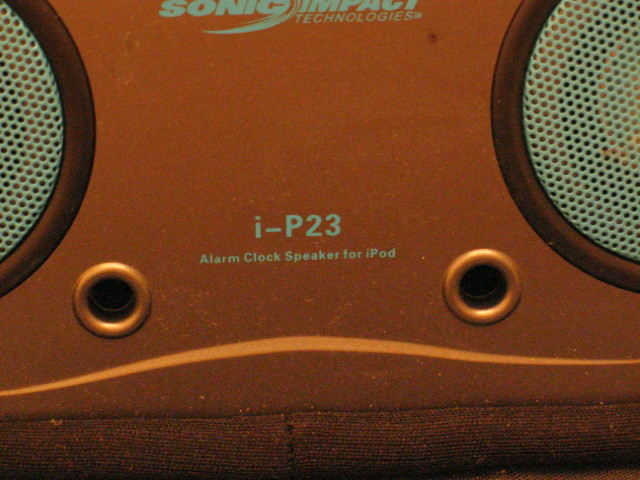 SONIC IMPACT
TECHNOLOGIES
i-P23
Alarm Clock Speaker for iPod